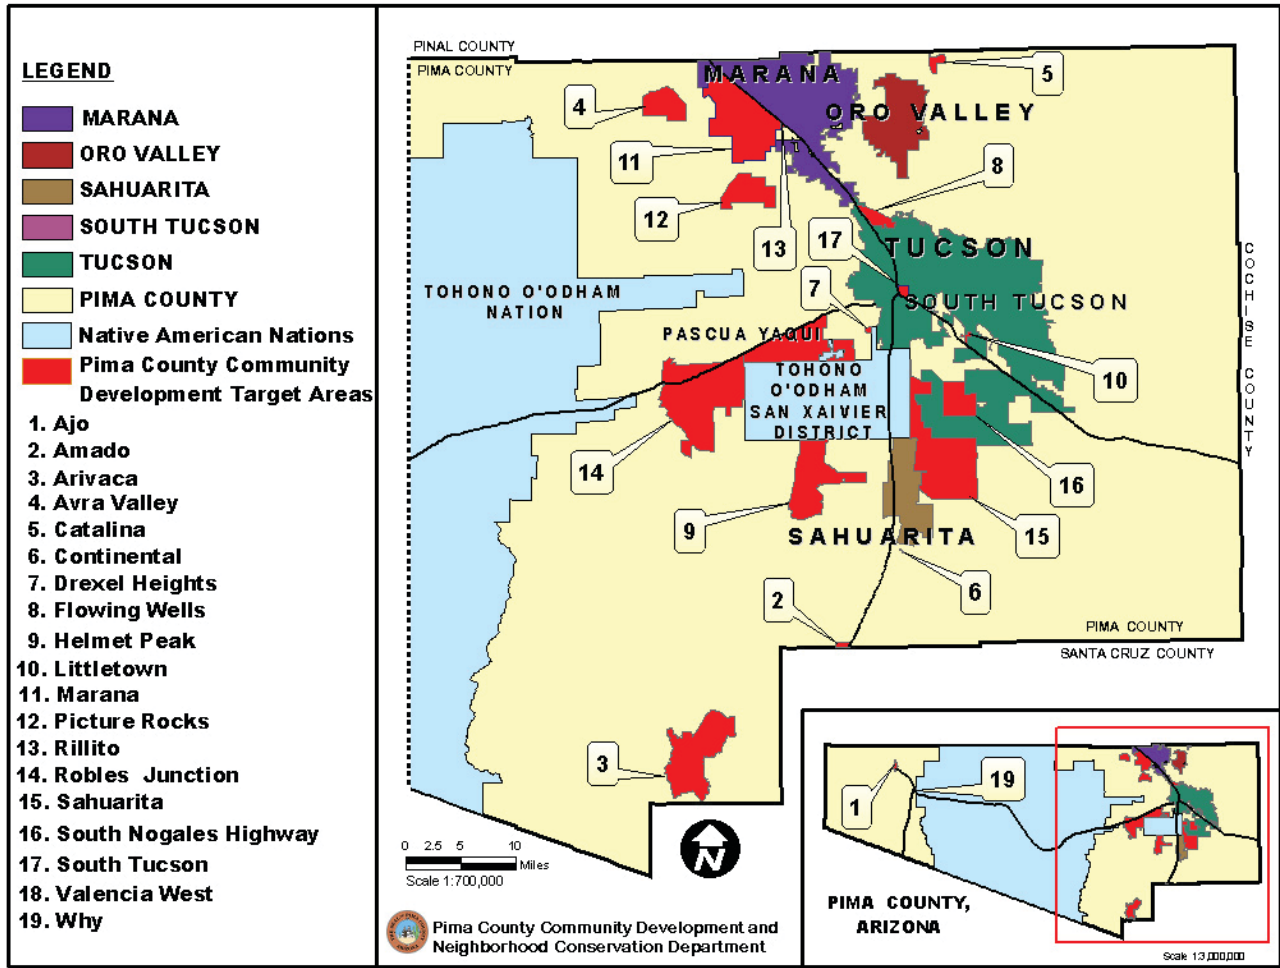 LEGEND
MARANA
ORO VALLEY
SAHUARITA
SOUTH TUCSON
TUCSON
PIMA COUNTY
Native American Nations
Pima County Community
Development Target Areas
1. Ajo
2. Amado
3. Arivaca
4. Avra Valley
5. Catalina
6. Continental
7. Drexel Heights
8. Flowing Wells
9. Helmet Peak
10. Littletown
11. Marana
12. Picture Rocks
13. Rillito
14. Robles Junction
15. Sahuarita
16. South Nogales Highway
17. South Tucson
18. Valencia West
19. Why
PINAL COUNTY
PIMA COUNTY
MARANA
5
4
ORO VALLEY
11
8
12
13
17
TUCSON
COCHISE COUNTY
7
SOUTH TUCSON
TOHONO O'ODHAM
NATION
PASCUA YAQUI
TOHONO
O'ODHAM
SAN XAIVIER
DISTRICT
10
14
16
9
SAHUARITA
15
6
2
PIMA COUNTY
SANTA CRUZ COUNTY
3
N
0 2.5 5 10
Miles
Scale 1:700,000
Pima County Community Development and
Neighborhood Conservation Department
1
19
PIMA COUNTY,
ARIZONA
Scale 1:3,000,000